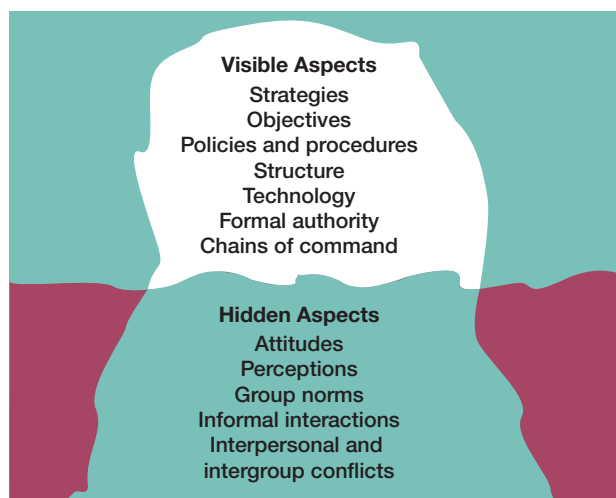 Visible Aspects
Strategies
Objectives
Policies and procedures
Structure
Technology
Formal authority
Chains of command
Hidden Aspects
Attitudes
Perceptions
Group norms
Informal interactions
Interpersonal and
intergroup conflicts